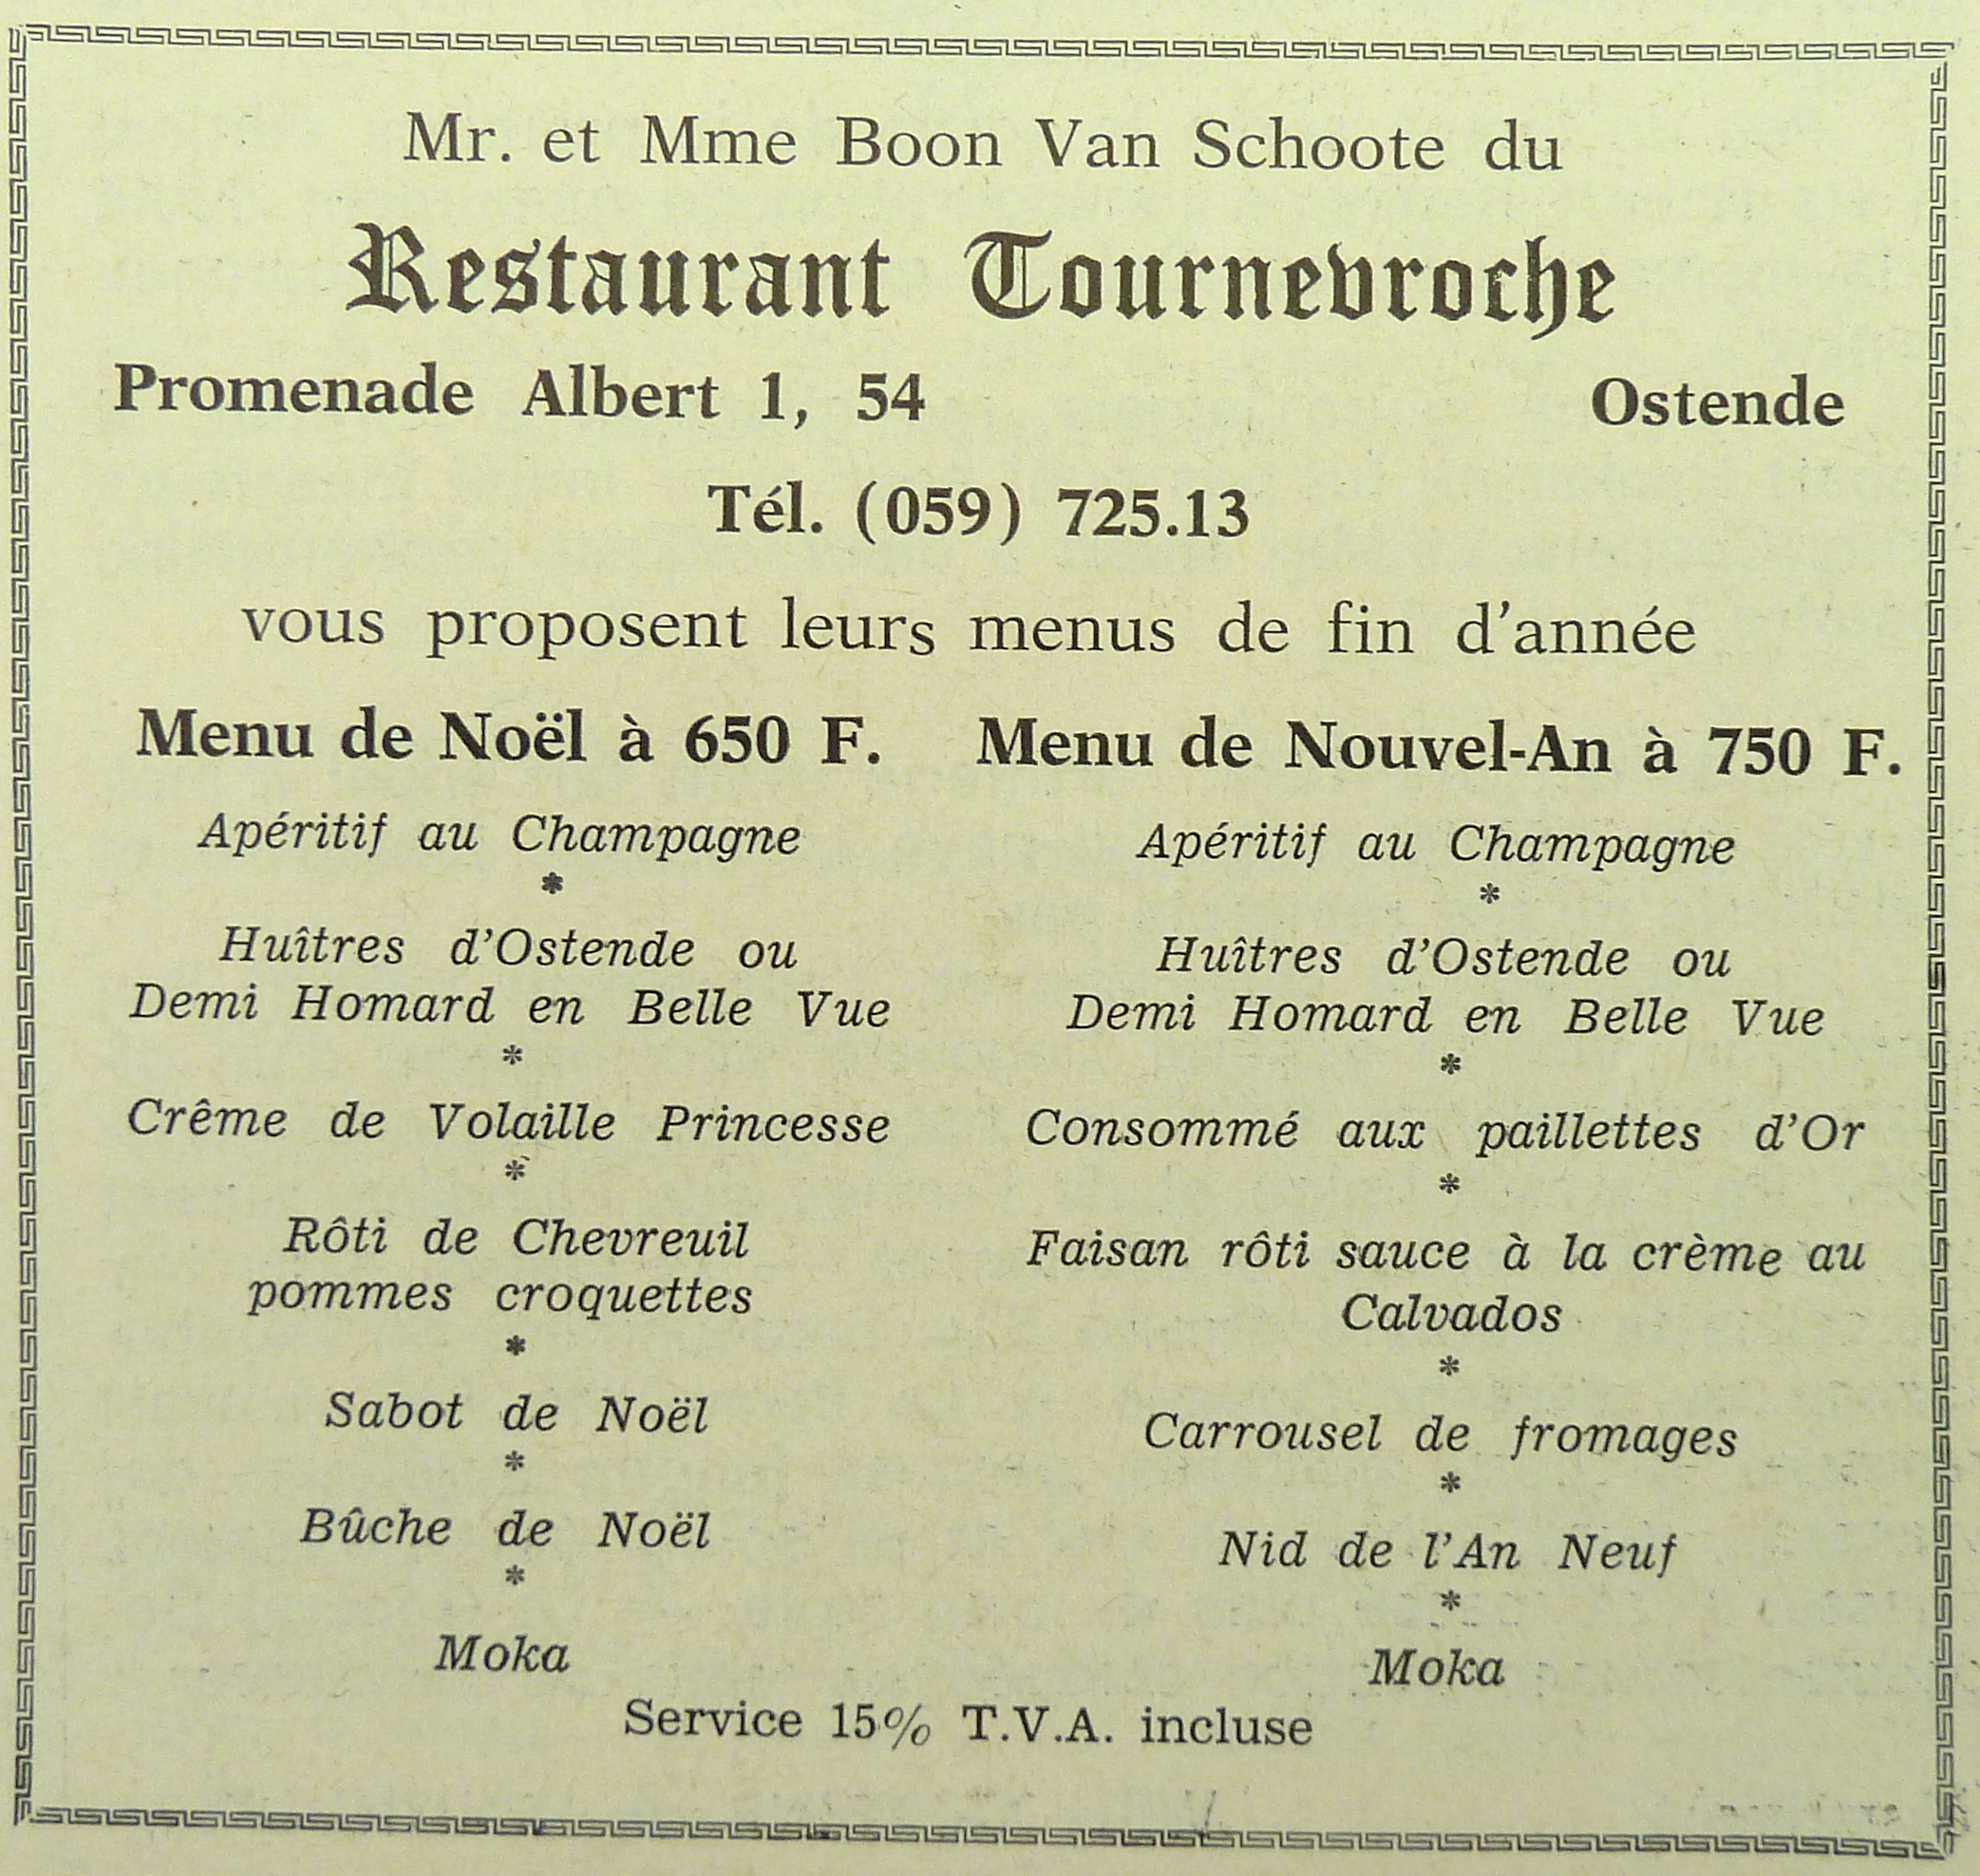 Mr. et Mme Boon Van Schoote du
Restaurant Tournevroche
Promenade Albert 1, 54 Ostende
Tél. (059) 725.13
vous proposent leurs menus de fin d'année
Menu de Noël à 650 F.
Apéritif au Champagne
*
Huîtres d'Ostende ou
Demi Homard en Belle Vue
*
Crême de Volaille Princesse
*
Rôti de Chevreuil
pommes croquettes
*
Sabot de Noël
*
Bûche de Noël
*
Moka
Menu de Nouvel-An à 750 F.
Apéritif au Champagne
*
Huîtres d'Ostende ou
Demi Homard en Belle Vue
*
Consommé aux paillettes d'Or
*
Faisan rôti sauce à la crème au
Calvados
*
Carrousel de fromages
*
Nid de l'An Neuf
*
Moka
Service 15% T.V.A. incluse